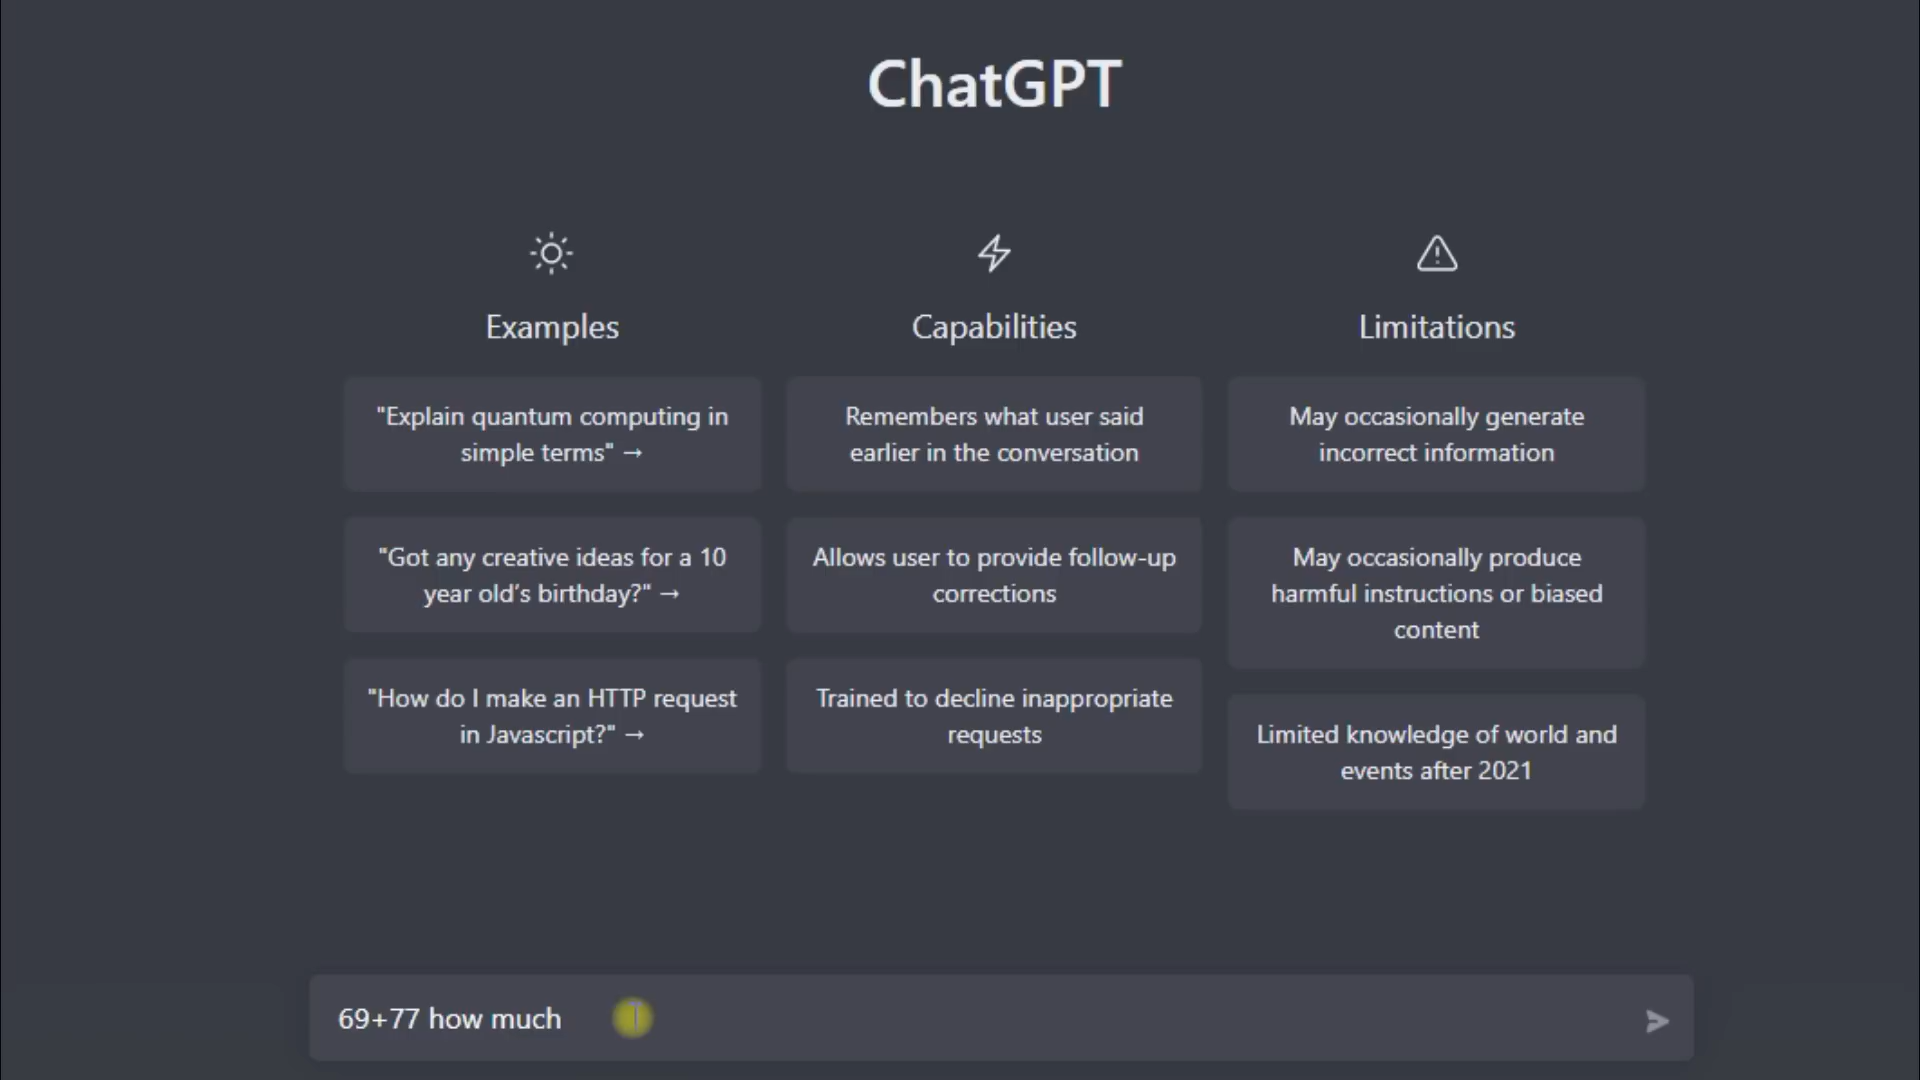 ChatGPT
Examples
"Explain quantum computing in
simple terms" →
"Got any creative ideas for a 10
year old’s birthday?" →
"How do I make an HTTP request
in Javascript?" →
Capabilities
Remembers what user said
earlier in the conversation
Allows user to provide follow-up
corrections
Trained to decline inappropriate
requests
Limitations
May occasionally generate
incorrect information
May occasionally produce
harmful instructions or biased
content
Limited knowledge of world and
events after 2021
69+77 how much